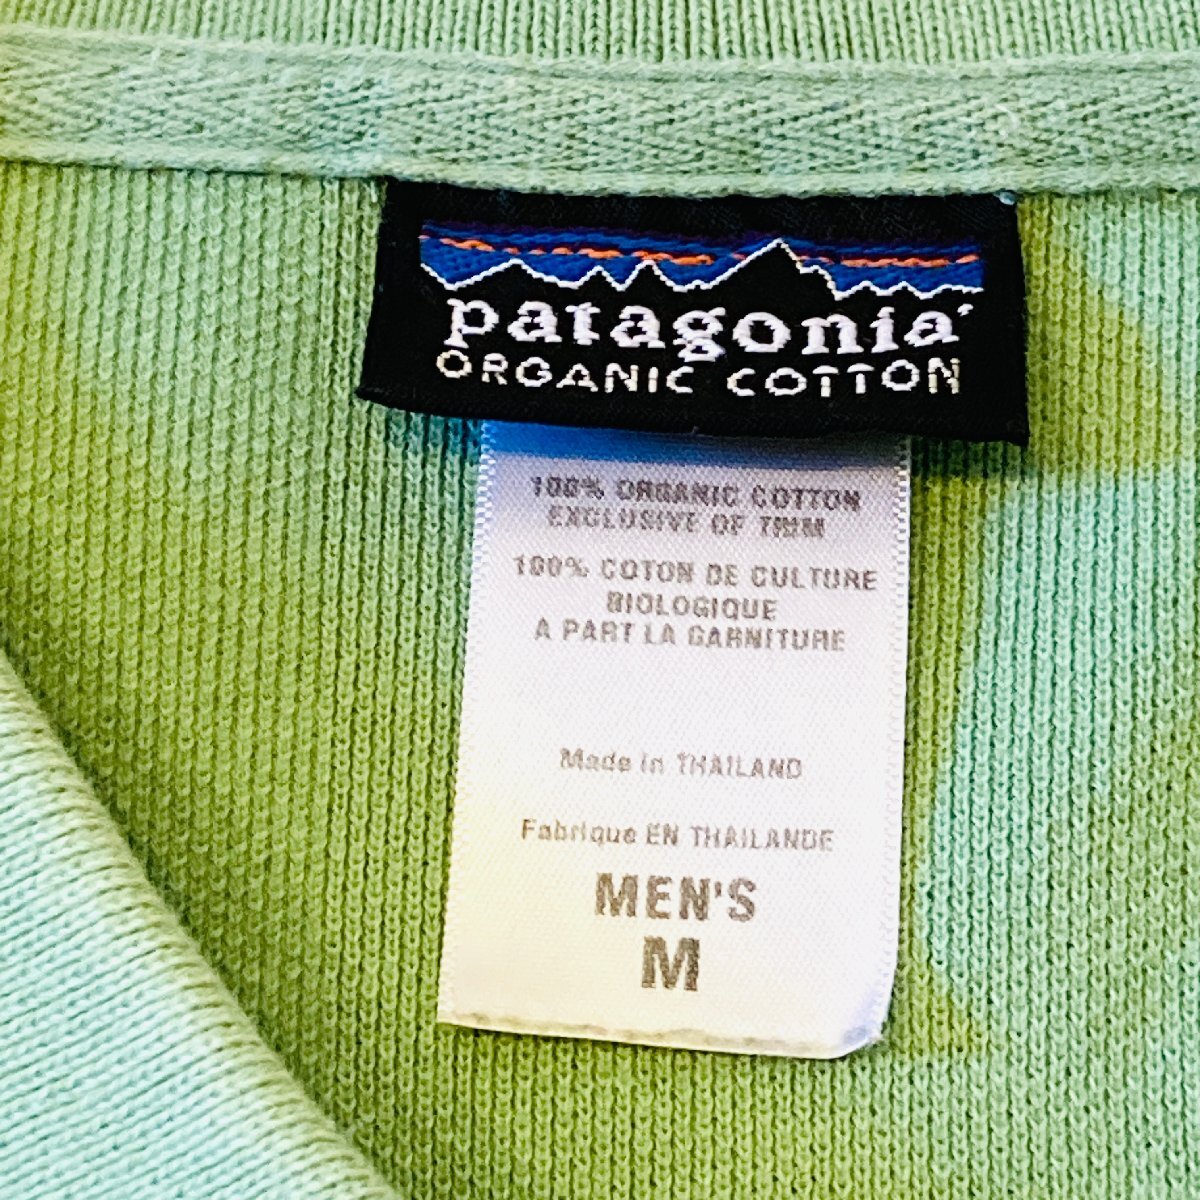 patagonia®
ORGANIC COTTON
100% ORGANIC COTTON
EXCLUSIVE OF TRIM
100% COTON DE CULTURE
BIOLOGIQUE
A PART LA GARNITURE
Made in THAILAND
Fabrique EN THAILANDE
MEN'S
M